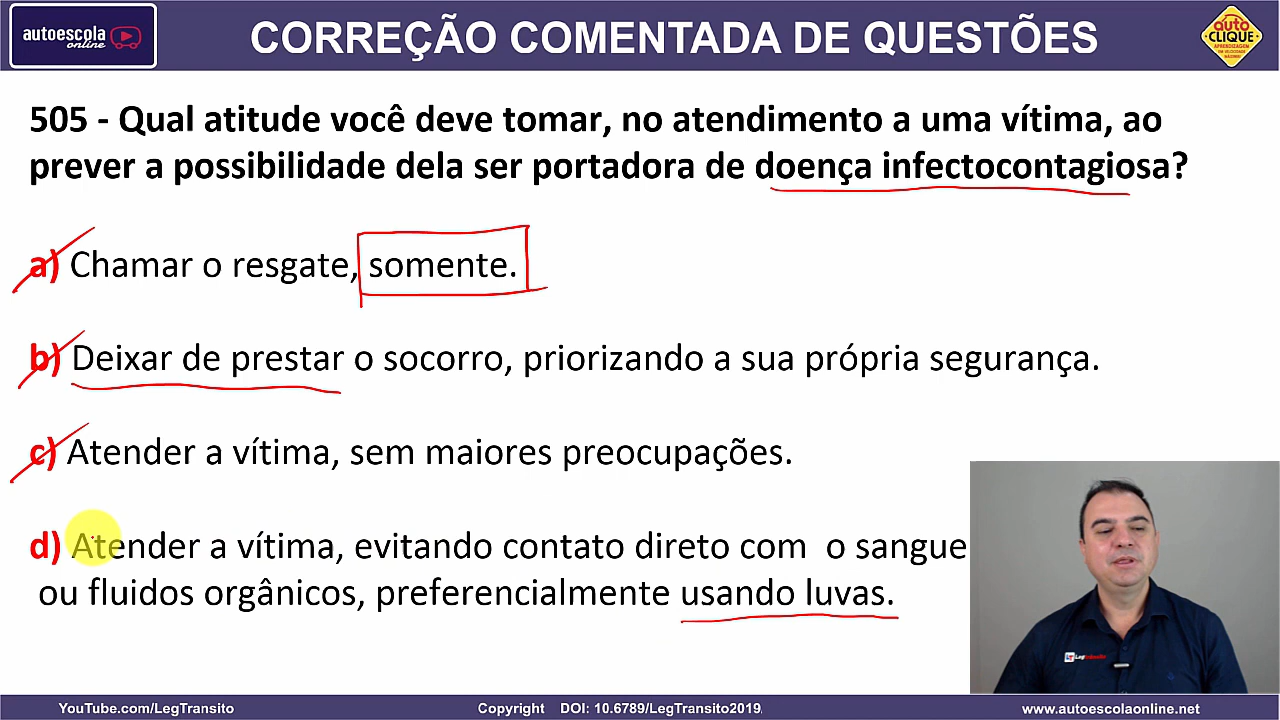 autoescola
online
CORREÇÃO COMENTADA DE QUESTÕES
auto
CLIQUE
APRENDIZAGEM
505 - Qual atitude você deve tomar, no atendimento a uma vítima, ao
prever a possibilidade dela ser portadora de doença infectocontagiosa?
a) Chamar o resgate, somente.
b) Deixar de prestar o socorro, priorizando a sua própria segurança.
c) Atender a vítima, sem maiores preocupações.
d) Atender a vítima, evitando contato direto com o sangue
ou fluidos orgânicos, preferencialmente usando luvas.
YouTube.com/LegTransito
Copyright DOI: 10.6789/LegTransito2019
www.autoescolaonline.net